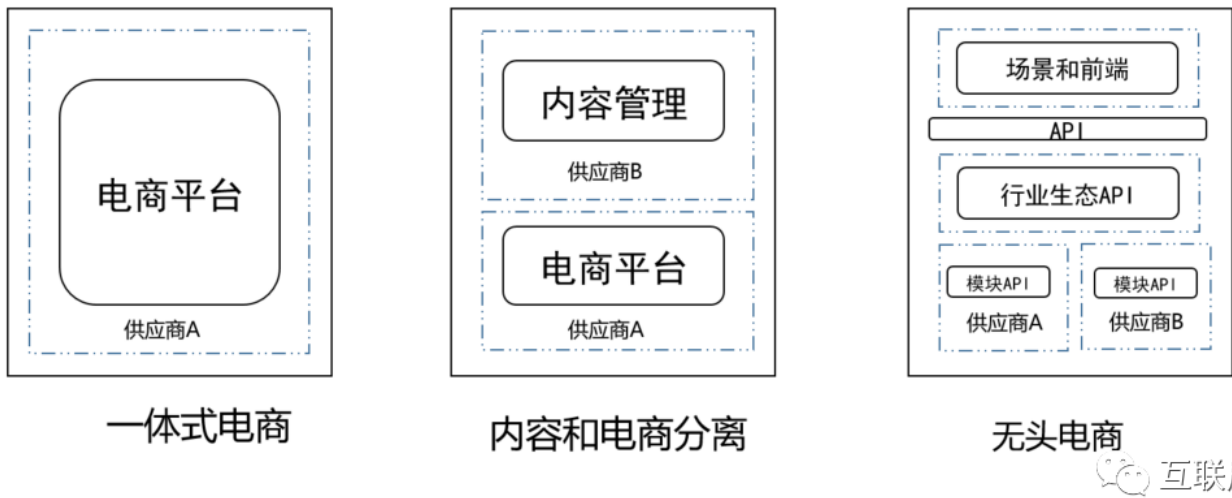 电商平台
供应商A
一体式电商
内容管理
供应商B
电商平台
供应商A
内容和电商分离
场景和前端
API
行业生态API
模块API
供应商A
模块API
供应商B
无头电商
互联